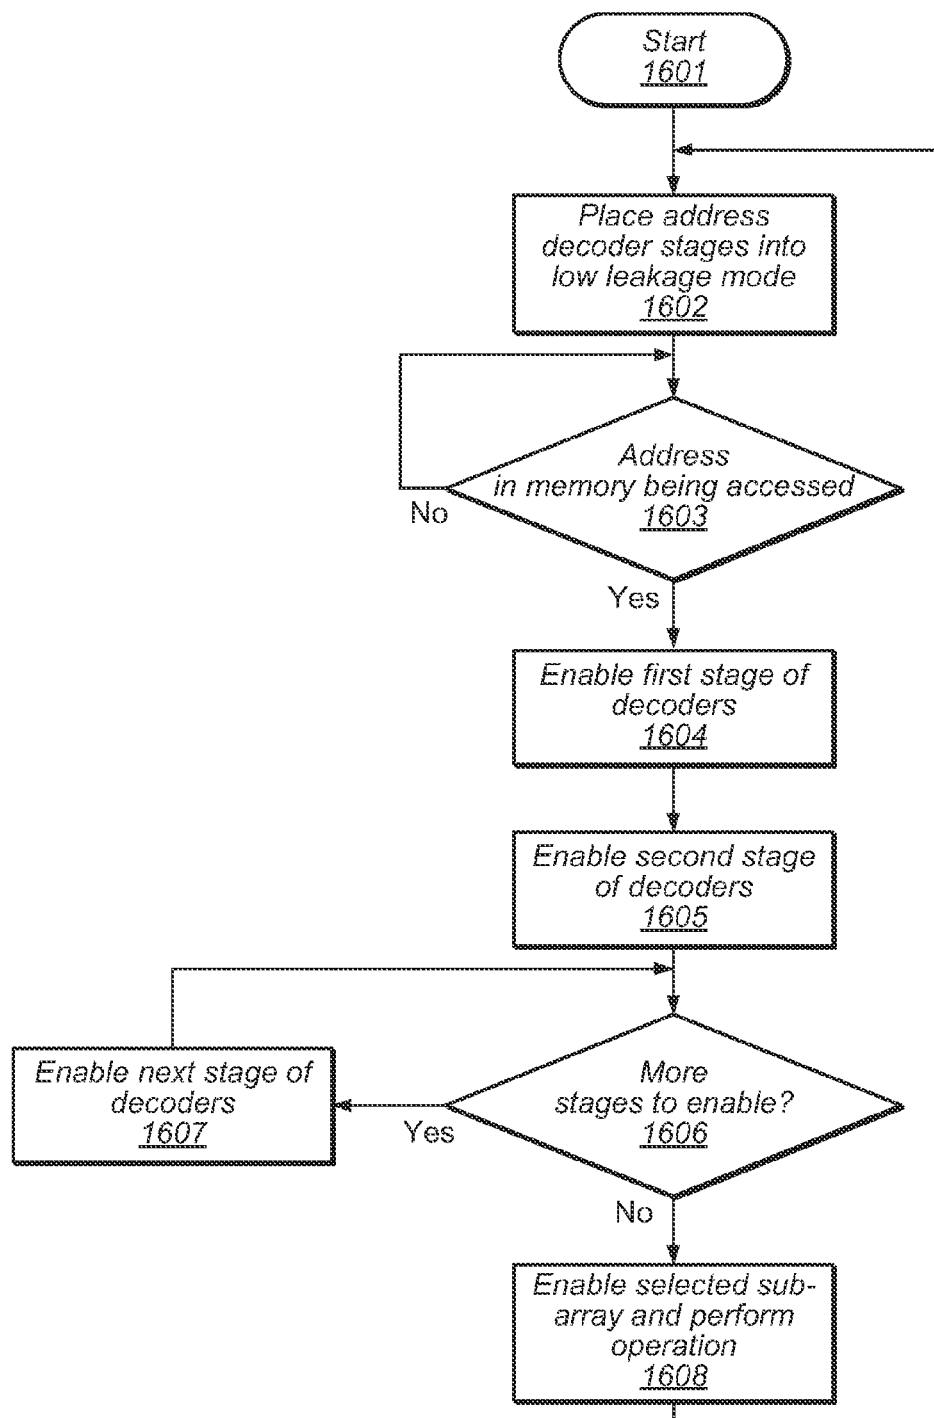 Start
1601
Place address
decoder stages into
low leakage mode
1602
Address
in memory being accessed
1603
No
Yes
Enable first stage of
decoders
1604
Enable second stage
of decoders
1605
More
stages to enable?
1606
Yes
Enable next stage of
decoders
1607
No
Enable selected sub-
array and perform
operation
1608